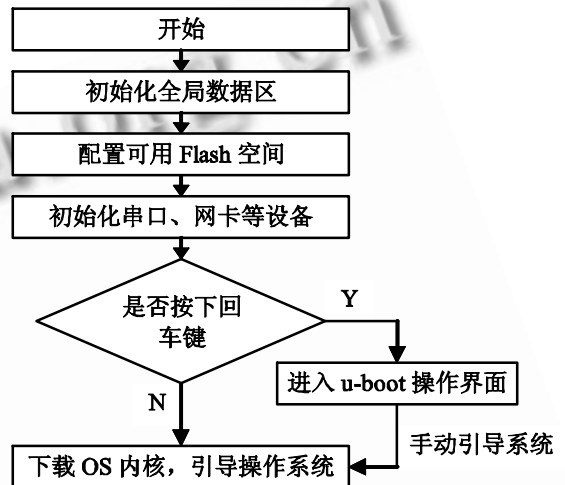 开始
初始化全局数据区
配置可用 Flash 空间
初始化串口、网卡等设备
是否按下回
车键
Y
N
进入 u-boot 操作界面
手动引导系统
下载 OS 内核，引导操作系统